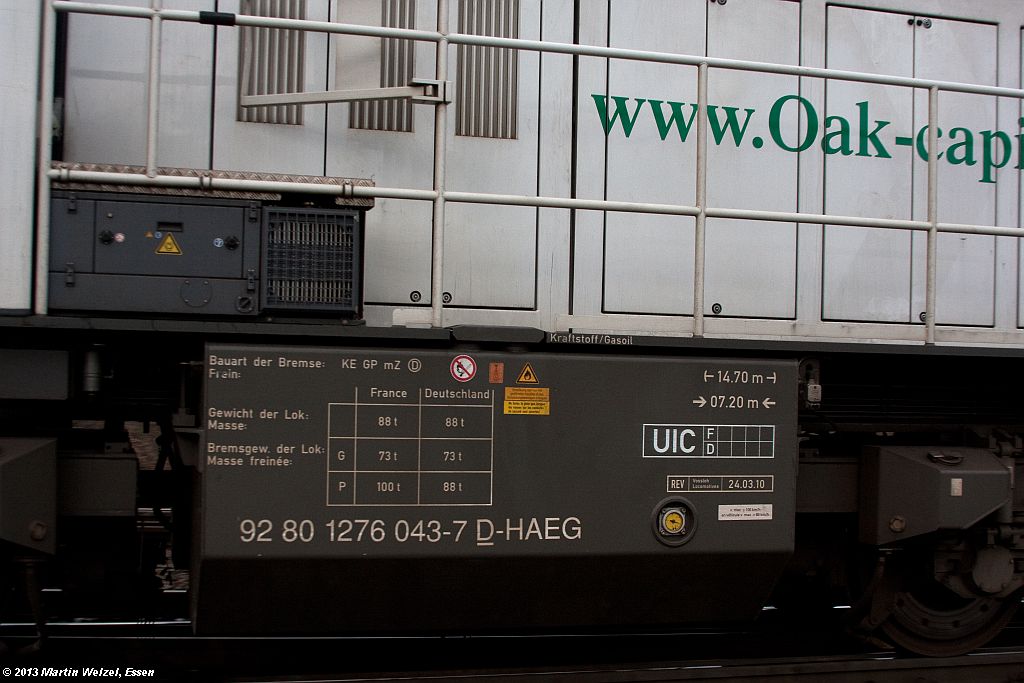 www.Oak-capi
Kraftstoff/Gasoil
Bauart der Bremse: KE GP mZ D
Frein:
France Deutschland
Gewicht der Lok: 88 t 88 t
Masse:
Bremsgew. der Lok: G 73 t 73 t
Masse freinée:
P 100 t 88 t
14.70 m
07.20 m
UIC F
D
REV Vossloh Locomotives 24.03.10
92 80 1276 043-7 D-HAEG
© 2013 Martin Welzel, Essen